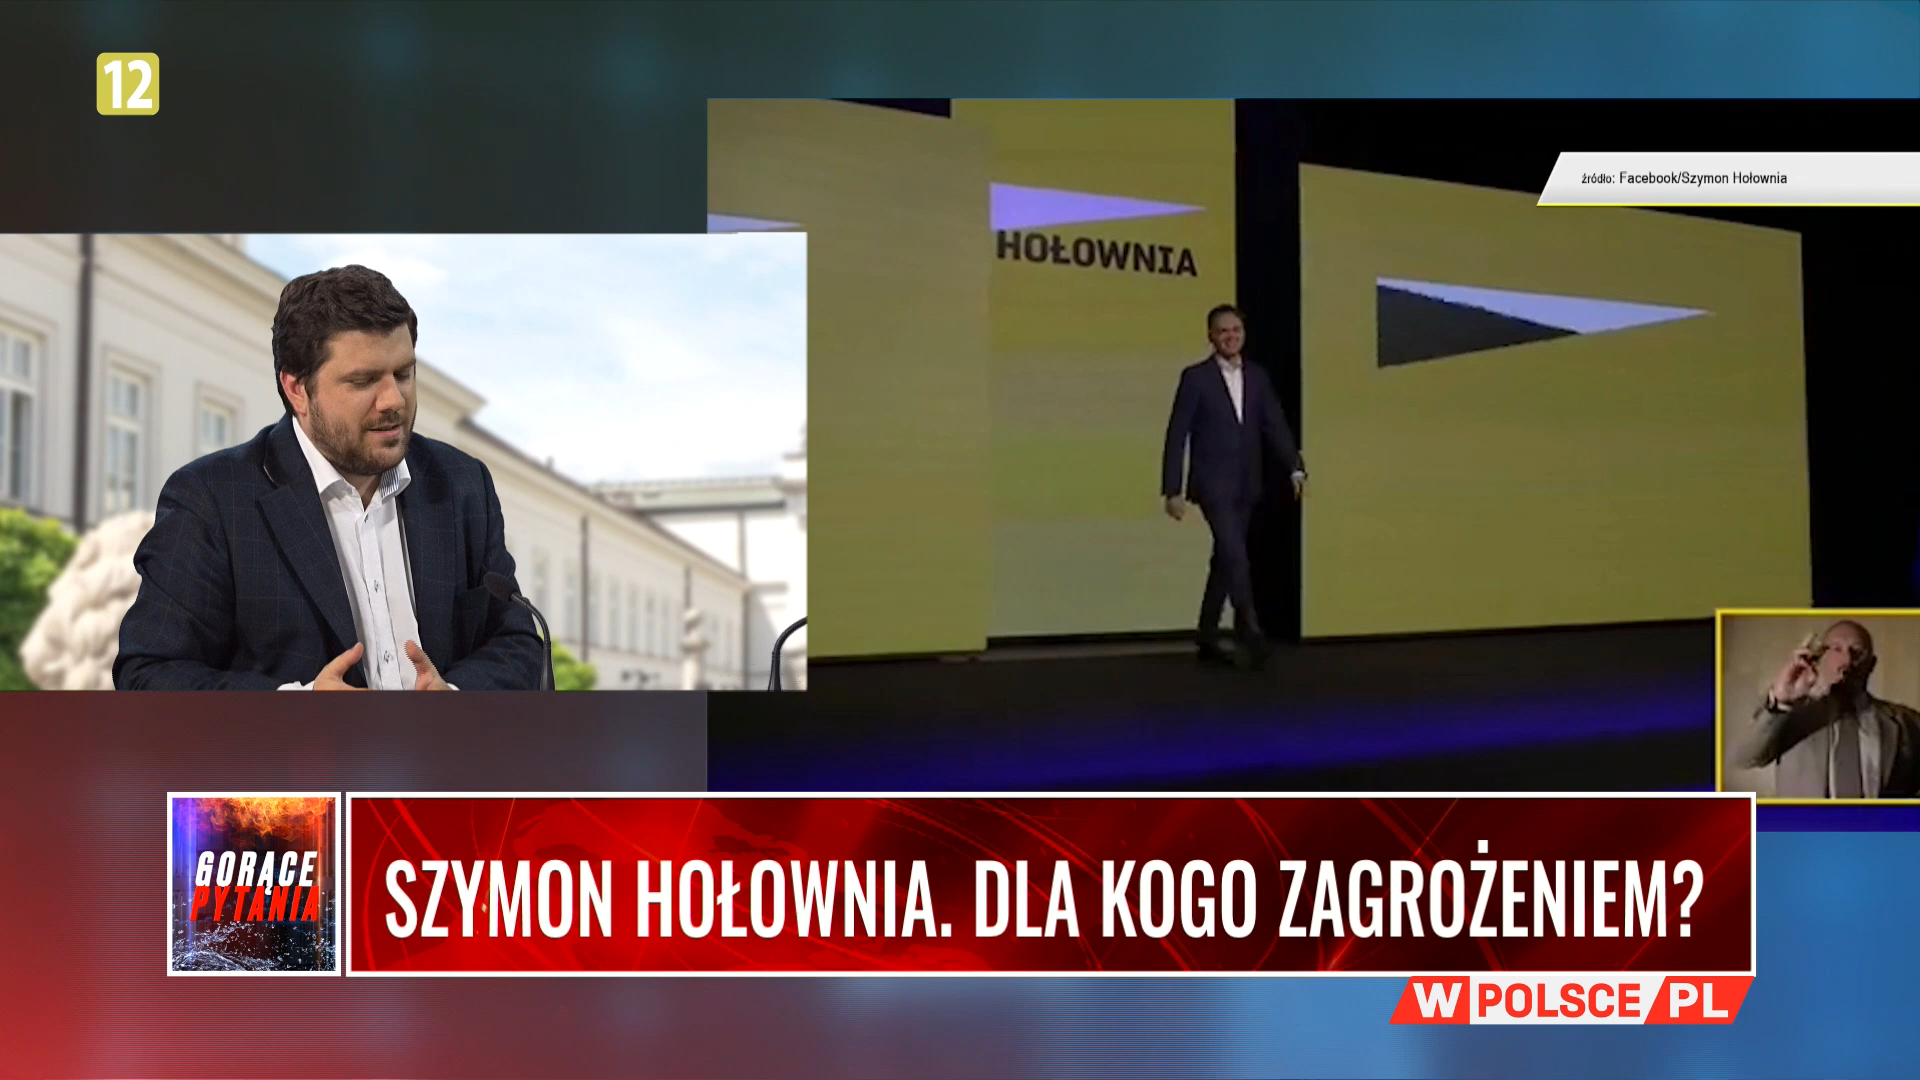 12
źródło: Facebook/Szymon Hołownia
HOŁOWNIA
GORĄCE
PYTANIA
SZYMON HOŁOWNIA. DLA KOGO ZAGROŻENIEM?
WPOLSCE/PL